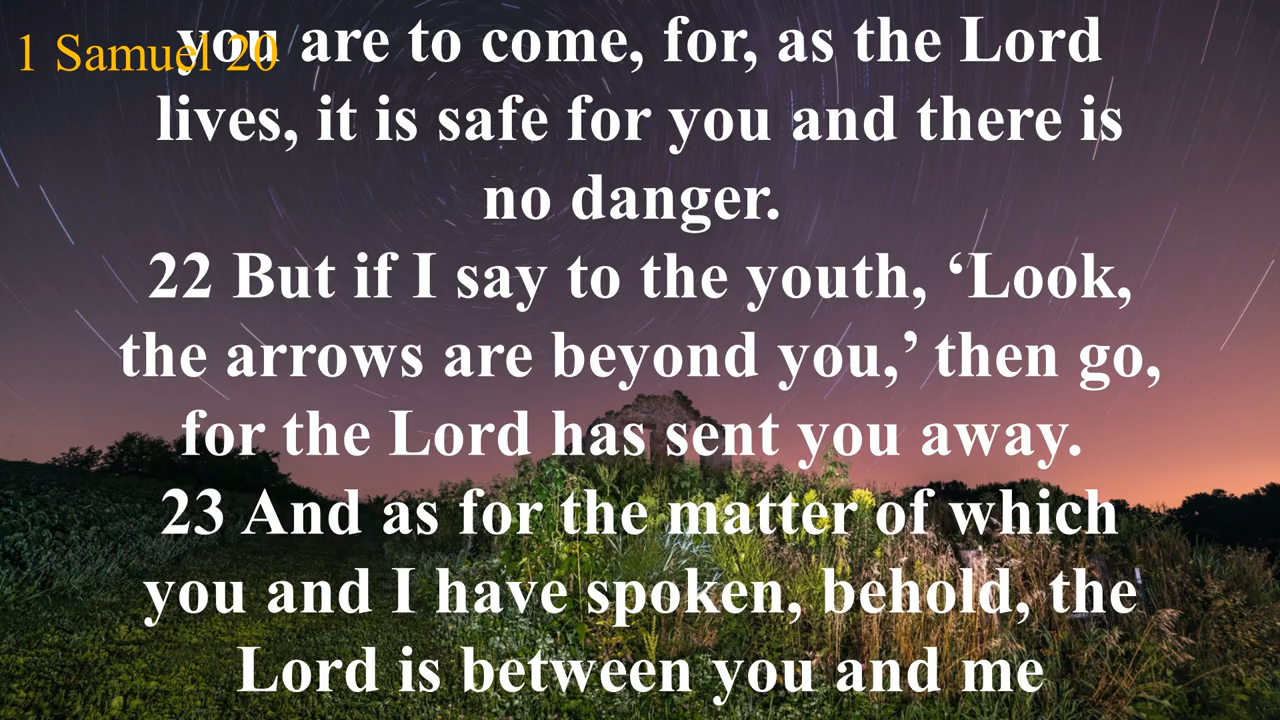 1 Samuel 20
you are to come, for, as the Lord
lives, it is safe for you and there is
no danger.
22 But if I say to the youth, ‘Look,
the arrows are beyond you,’ then go,
for the Lord has sent you away.
23 And as for the matter of which
you and I have spoken, behold, the
Lord is between you and me